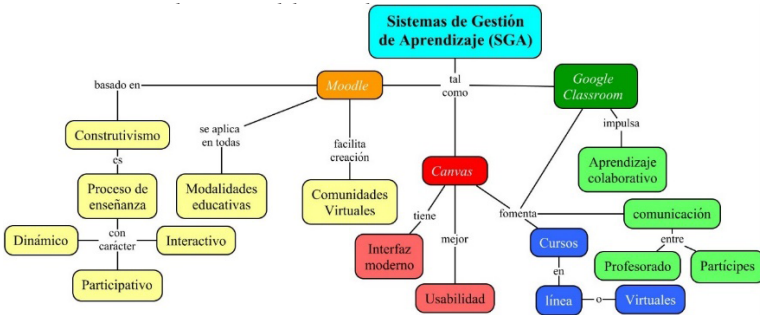 Sistemas de Gestión
de Aprendizaje (SGA)
tal
como
Moodle
basado en
Construtivismo
es
Proceso de
enseñanza
con
carácter
Dinámico
Interactivo
Participativo
se aplica
en todas
Modalidades
educativas
facilita
creación
Comunidades
Virtuales
Canvas
tiene
Interfaz
moderno
mejor
Usabilidad
fomenta
Cursos
en
línea
o
Virtuales
comunicación
entre
Profesorado
Partícipes
Google
Classroom
impulsa
Aprendizaje
colaborativo